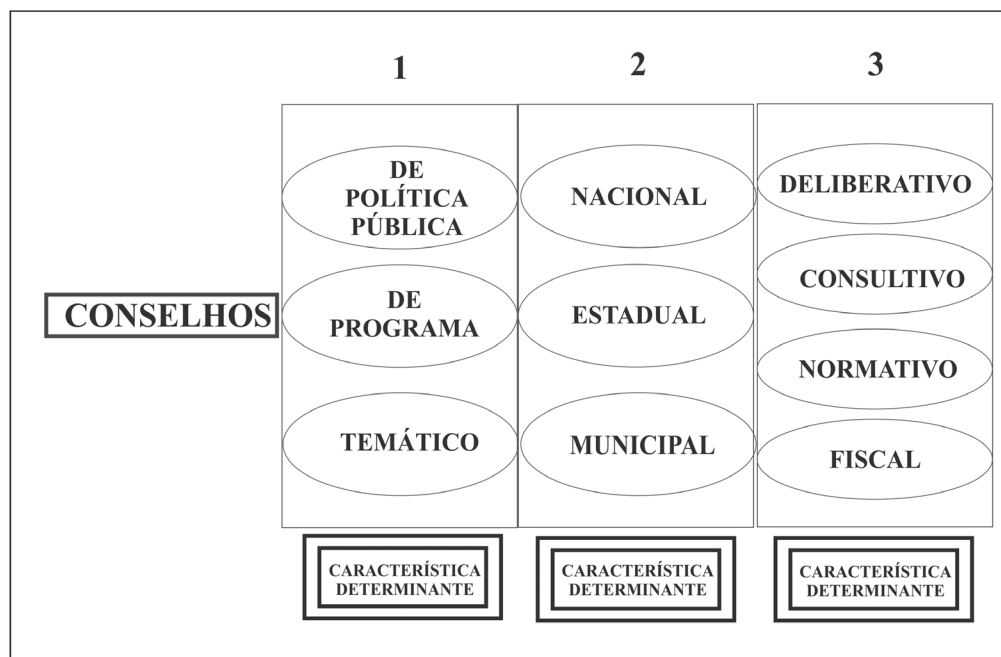 1
2
3
DE
POLÍTICA
PÚBLICA
NACIONAL
DELIBERATIVO
CONSULTIVO
CONSELHOS
DE
PROGRAMA
ESTADUAL
NORMATIVO
TEMÁTICO
MUNICIPAL
FISCAL
CARACTERÍSTICA
DETERMINANTE
CARACTERÍSTICA
DETERMINANTE
CARACTERÍSTICA
DETERMINANTE